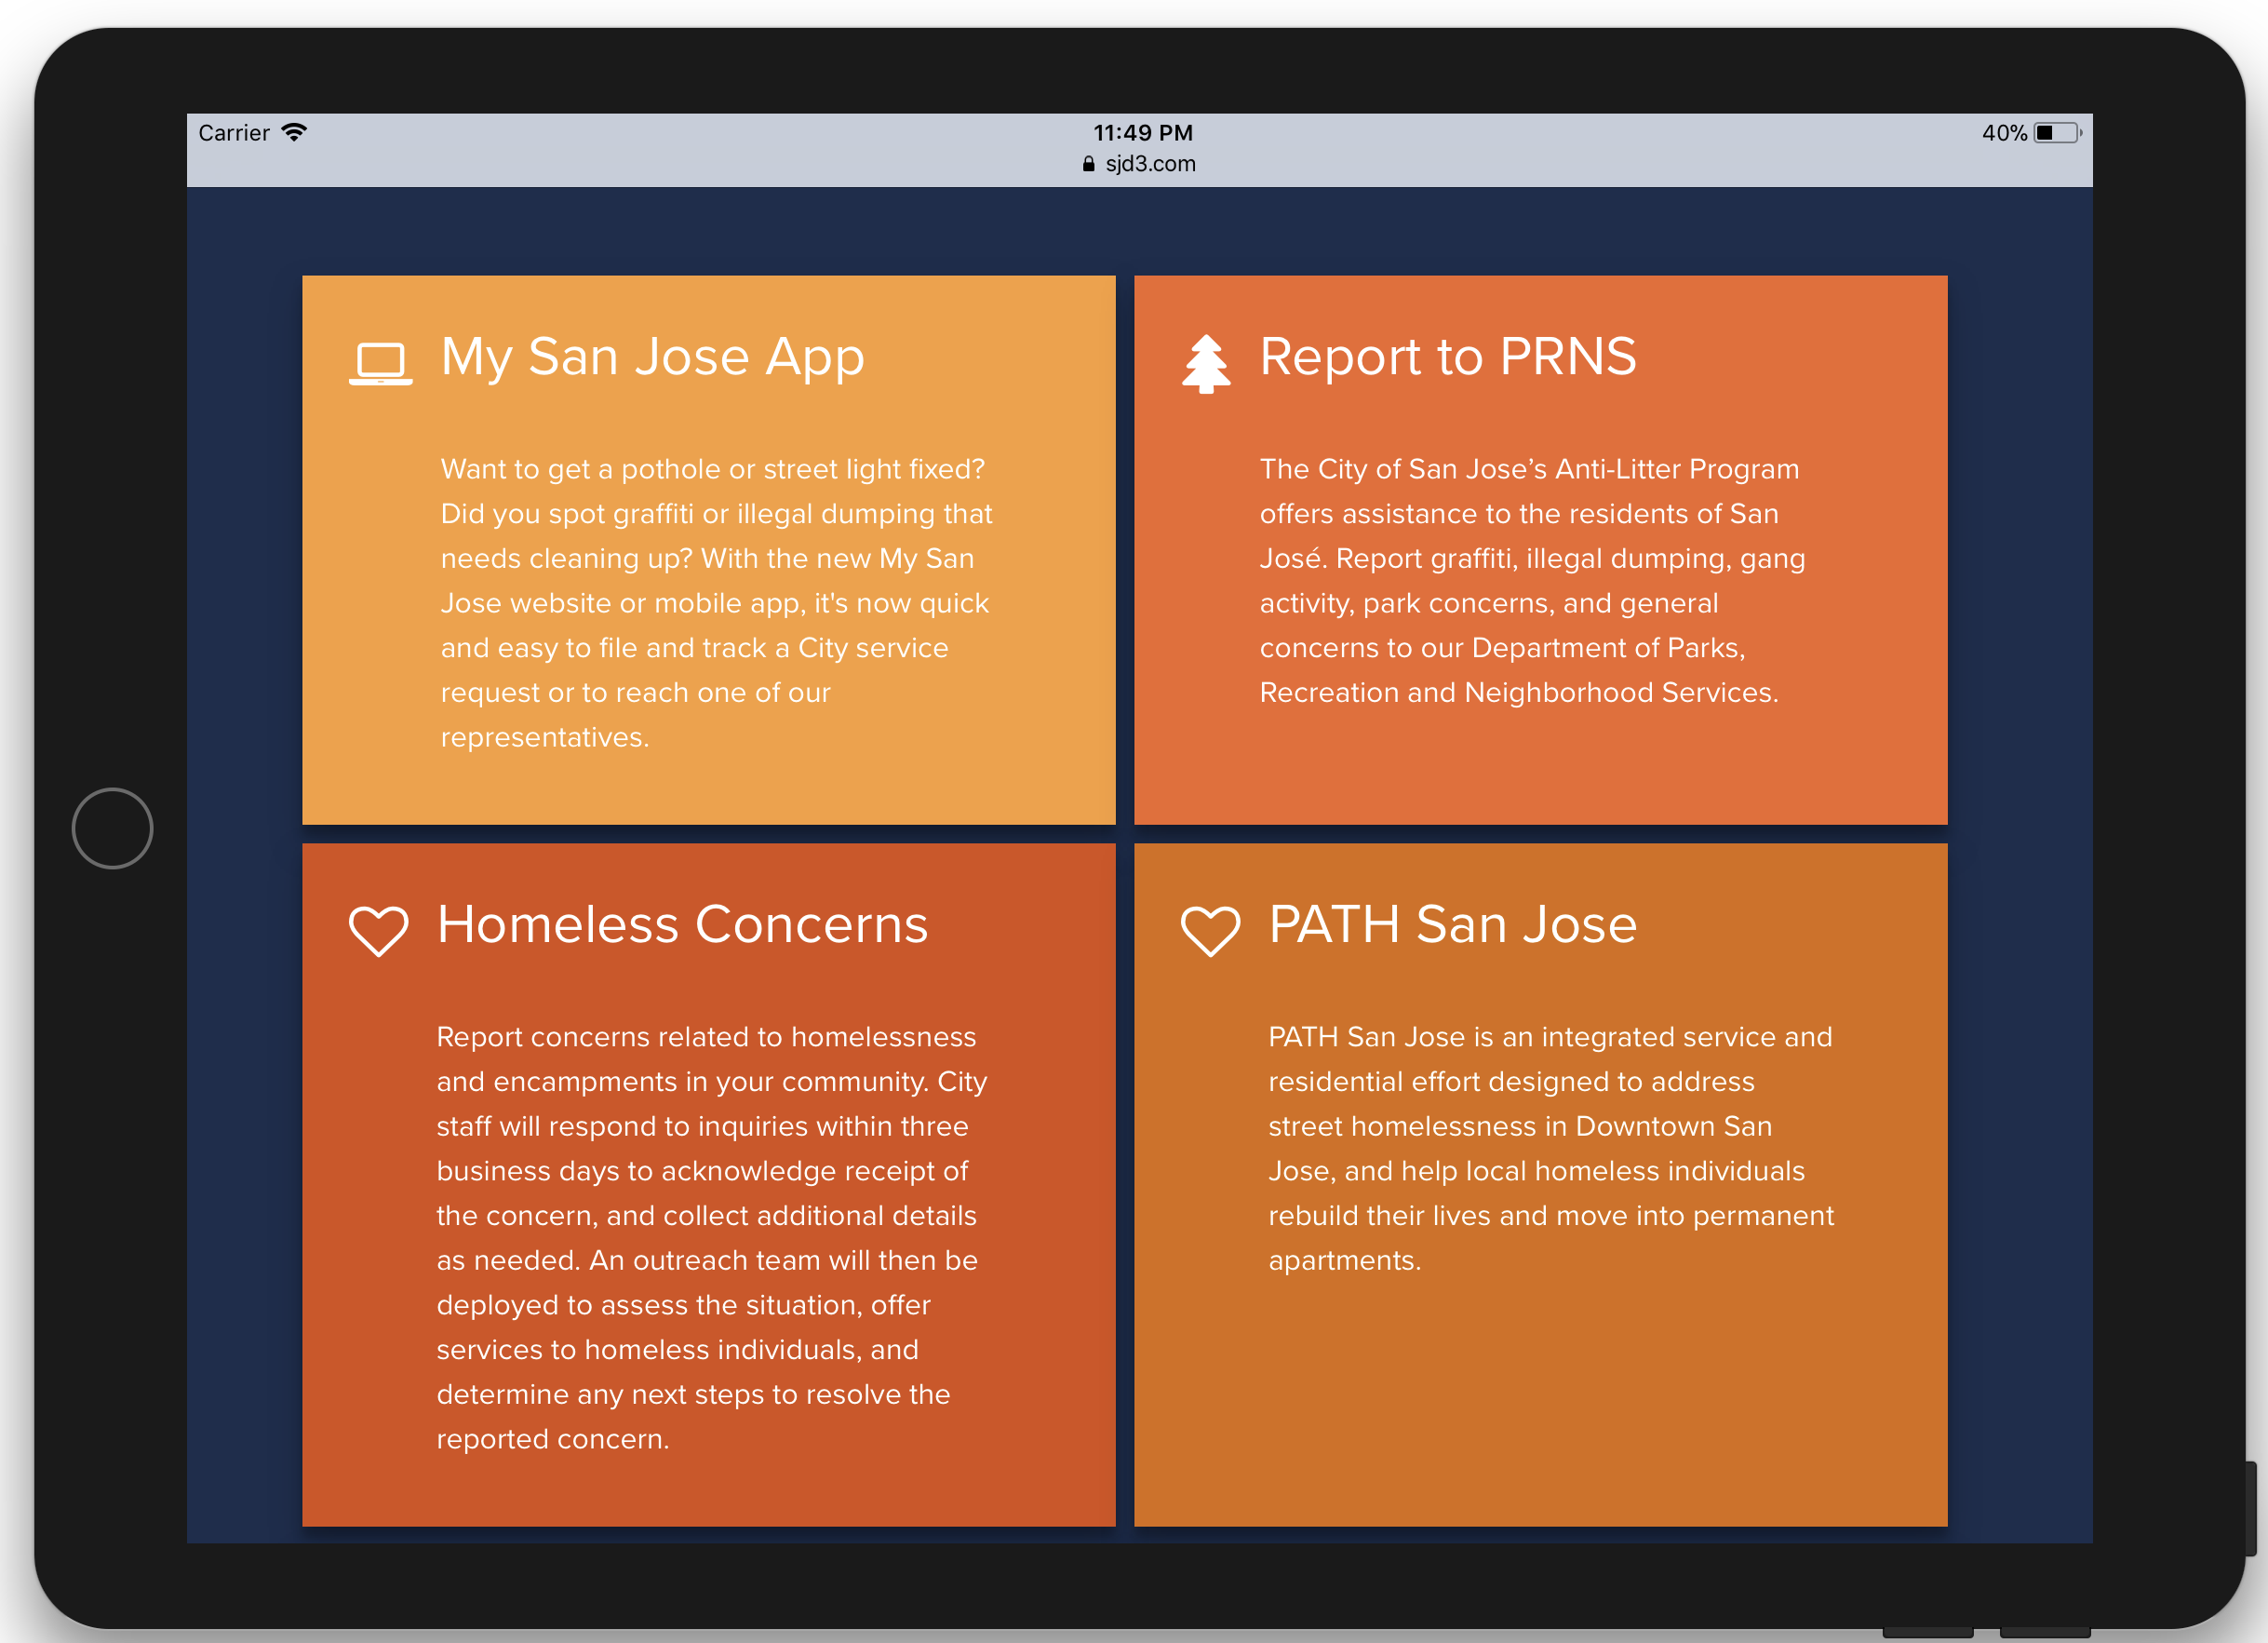 Carrier
11:49 PM
40%
sjd3.com
My San Jose App
Want to get a pothole or street light fixed?
Did you spot graffiti or illegal dumping that
needs cleaning up? With the new My San
Jose website or mobile app, it's now quick
and easy to file and track a City service
request or to reach one of our
representatives.
Report to PRNS
The City of San Jose’s Anti-Litter Program
offers assistance to the residents of San
José. Report graffiti, illegal dumping, gang
activity, park concerns, and general
concerns to our Department of Parks,
Recreation and Neighborhood Services.
Homeless Concerns
Report concerns related to homelessness
and encampments in your community. City
staff will respond to inquiries within three
business days to acknowledge receipt of
the concern, and collect additional details
as needed. An outreach team will then be
deployed to assess the situation, offer
services to homeless individuals, and
determine any next steps to resolve the
reported concern.
PATH San Jose
PATH San Jose is an integrated service and
residential effort designed to address
street homelessness in Downtown San
Jose, and help local homeless individuals
rebuild their lives and move into permanent
apartments.